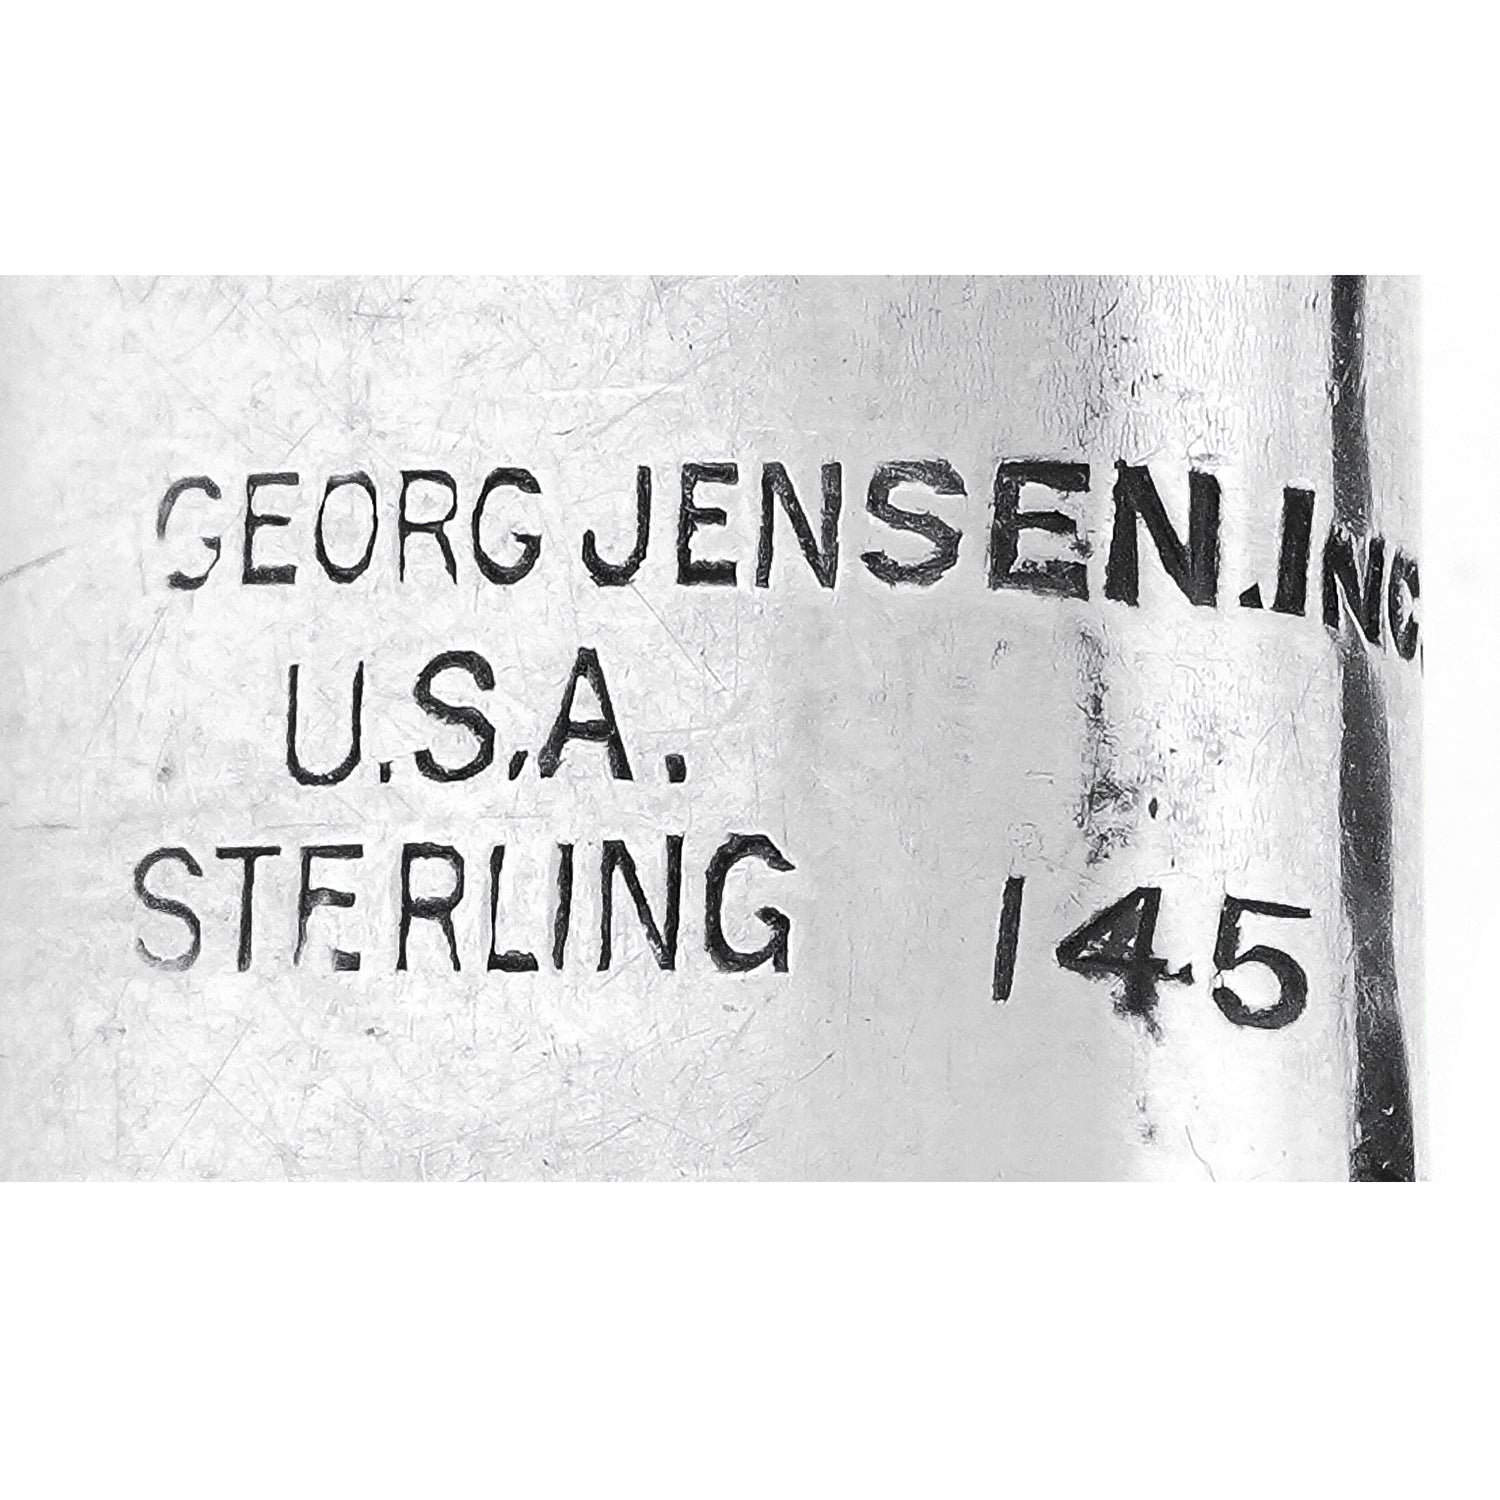 GEORG JENSEN. INC.
U.S.A.
STERLING 145